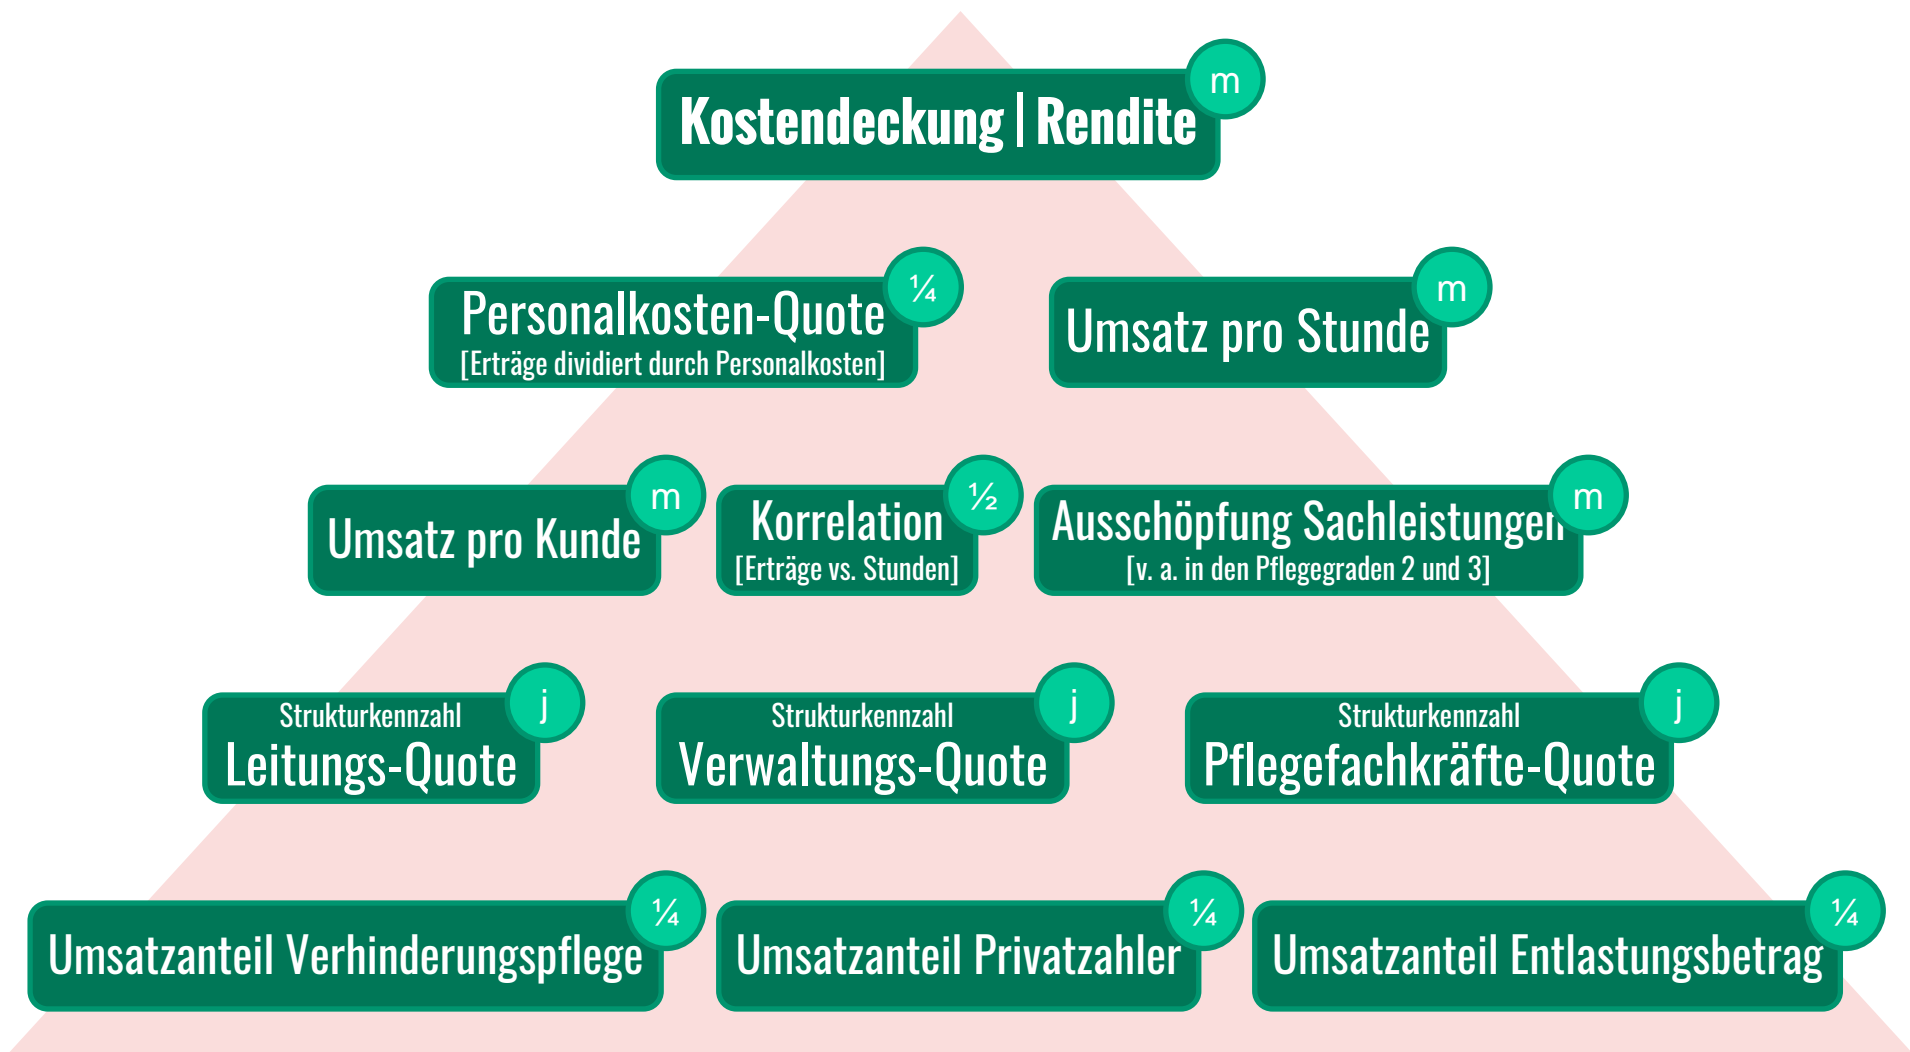 m
Kostendeckung | Rendite
¼
Personalkosten-Quote
[Erträge dividiert durch Personalkosten]
m
Umsatz pro Stunde
m
Umsatz pro Kunde
½
Korrelation
[Erträge vs. Stunden]
m
Ausschöpfung Sachleistungen
[v. a. in den Pflegegraden 2 und 3]
j
Strukturkennzahl
Leitungs-Quote
j
Strukturkennzahl
Verwaltungs-Quote
j
Strukturkennzahl
Pflegefachkräfte-Quote
¼
Umsatzanteil Verhinderungspflege
¼
Umsatzanteil Privatzahler
¼
Umsatzanteil Entlastungsbetrag